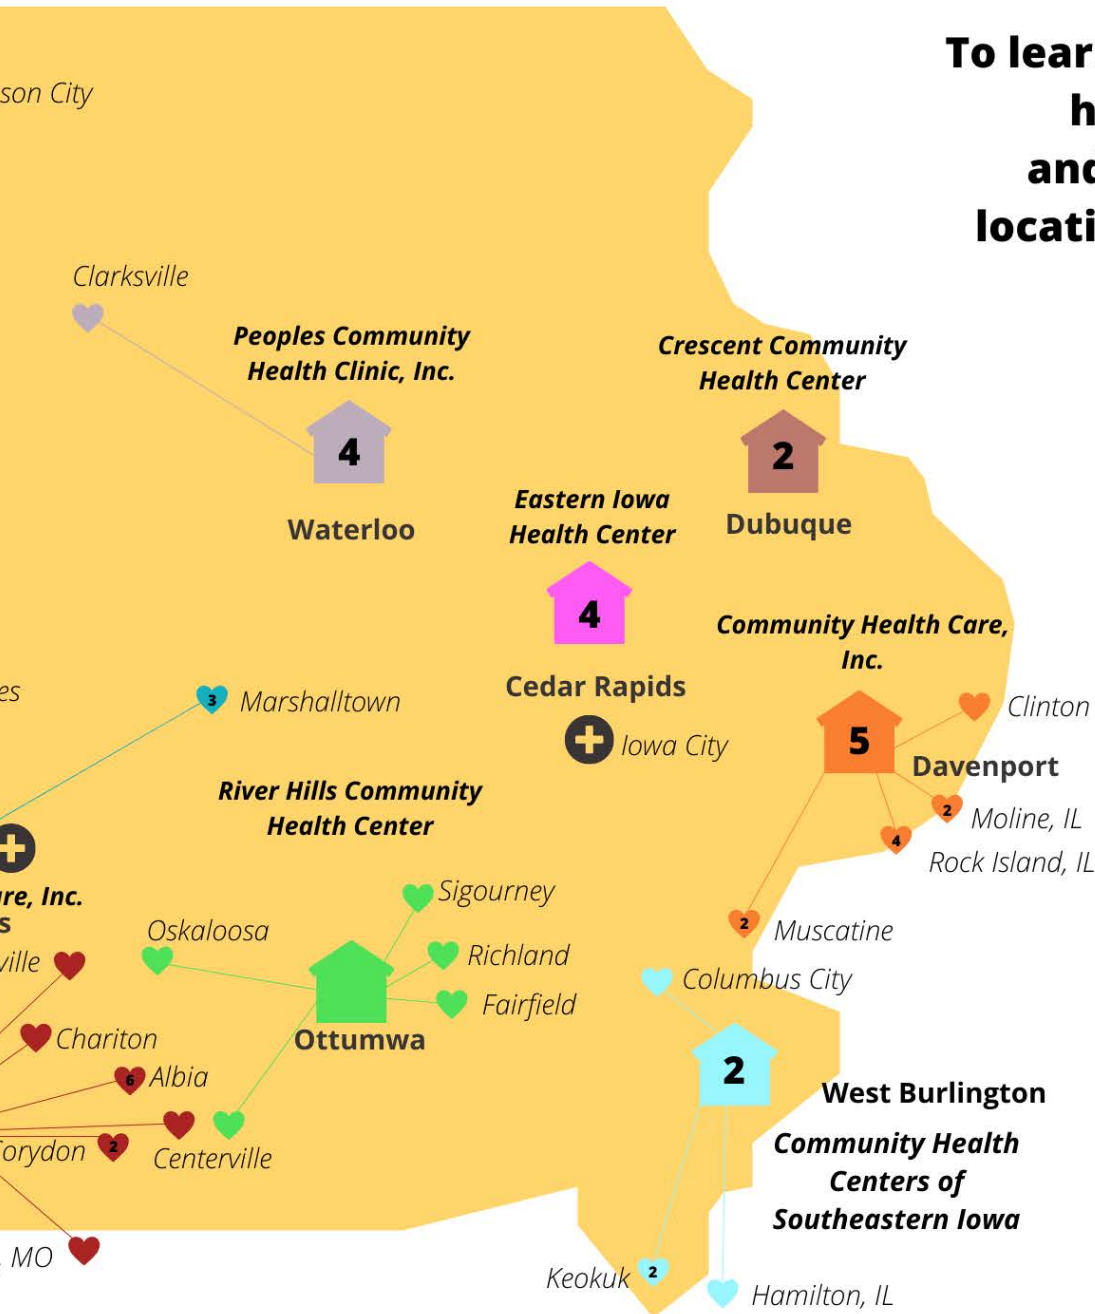 To lear
h
and
locati
son City
Clarksville
Peoples Community
Health Clinic, Inc.
4
Waterloo
Crescent Community
Health Center
2
Dubuque
Eastern Iowa
Health Center
4
Cedar Rapids
Iowa City
Community Health Care,
Inc.
5
Clinton
Davenport
2
Moline, IL
4
Rock Island, IL
2
Muscatine
es
3
Marshalltown
River Hills Community
Health Center
re, Inc.
s
ville
Oskaloosa
Sigourney
Richland
Fairfield
Ottumwa
Chariton
6
Albia
orydon
2
Centerville
, MO
Columbus City
2
West Burlington
Community Health
Centers of
Southeastern Iowa
Keokuk
2
Hamilton, IL